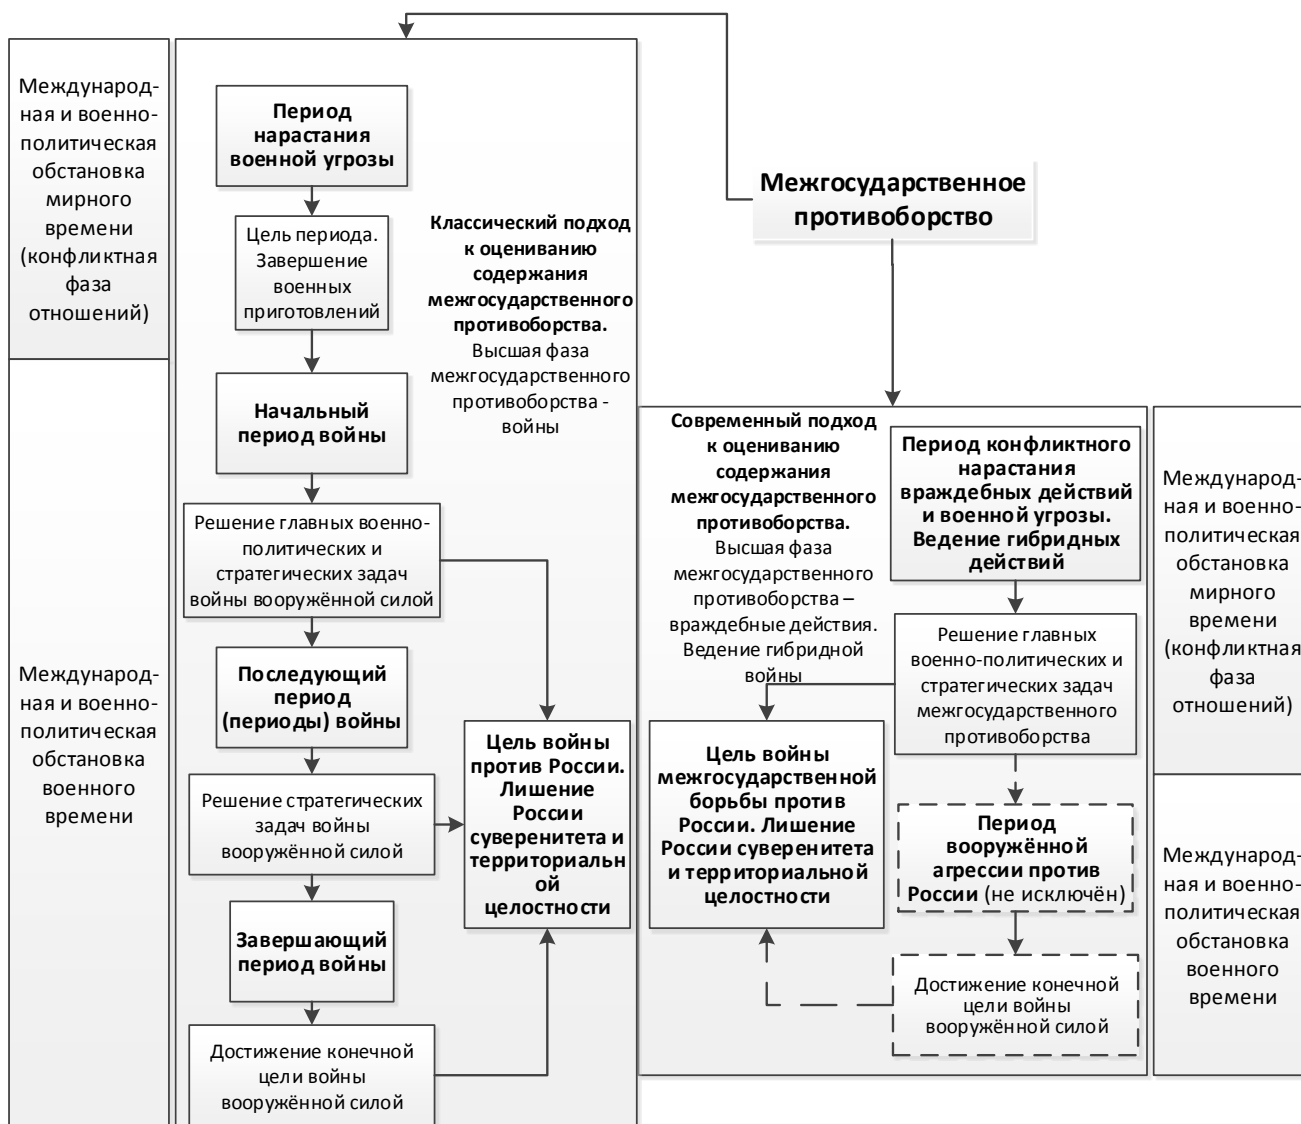 Международ-
ная и военно-
политическая
обстановка
мирного
времени
(конфликтная
фаза
отношений)
Международ-
ная и военно-
политическая
обстановка
военного
времени
Период
нарастания
военной угрозы
Цель периода.
Завершение
военных
приготовлений
Начальный
период войны
Решение главных военно-
политических и
стратегических задач
войны вооружённой силой
Последующий
период
(периоды) войны
Решение стратегических
задач войны
вооружённой силой
Завершающий
период войны
Достижение конечной
цели войны
вооружённой силой
Классический подход
к оцениванию
содержания
межгосударственного
противоборства.
Высшая фаза
межгосударственного
противоборства -
войны
Цель войны
против России.
Лишение
России
суверенитета и
территориальн
ой
целостности
Межгосударственное
противоборство
Современный подход
к оцениванию
содержания
межгосударственного
противоборства.
Высшая фаза
межгосударственного
противоборства –
враждебные действия.
Ведение гибридной
войны
Цель войны
межгосударственной
борьбы против
России. Лишение
России суверенитета
и территориальной
целостности
Период конфликтного
нарастания
враждебных действий
и военной угрозы.
Ведение гибридных
действий
Решение главных
военно-политических и
стратегических задач
межгосударственного
противоборства
Период
вооружённой
агрессии против
России (не исключён)
Достижение конечной
цели войны
вооружённой силой
Международ-
ная и военно-
политическая
обстановка
мирного
времени
(конфликтная
фаза
отношений)
Международ-
ная и военно-
политическая
обстановка
военного
времени